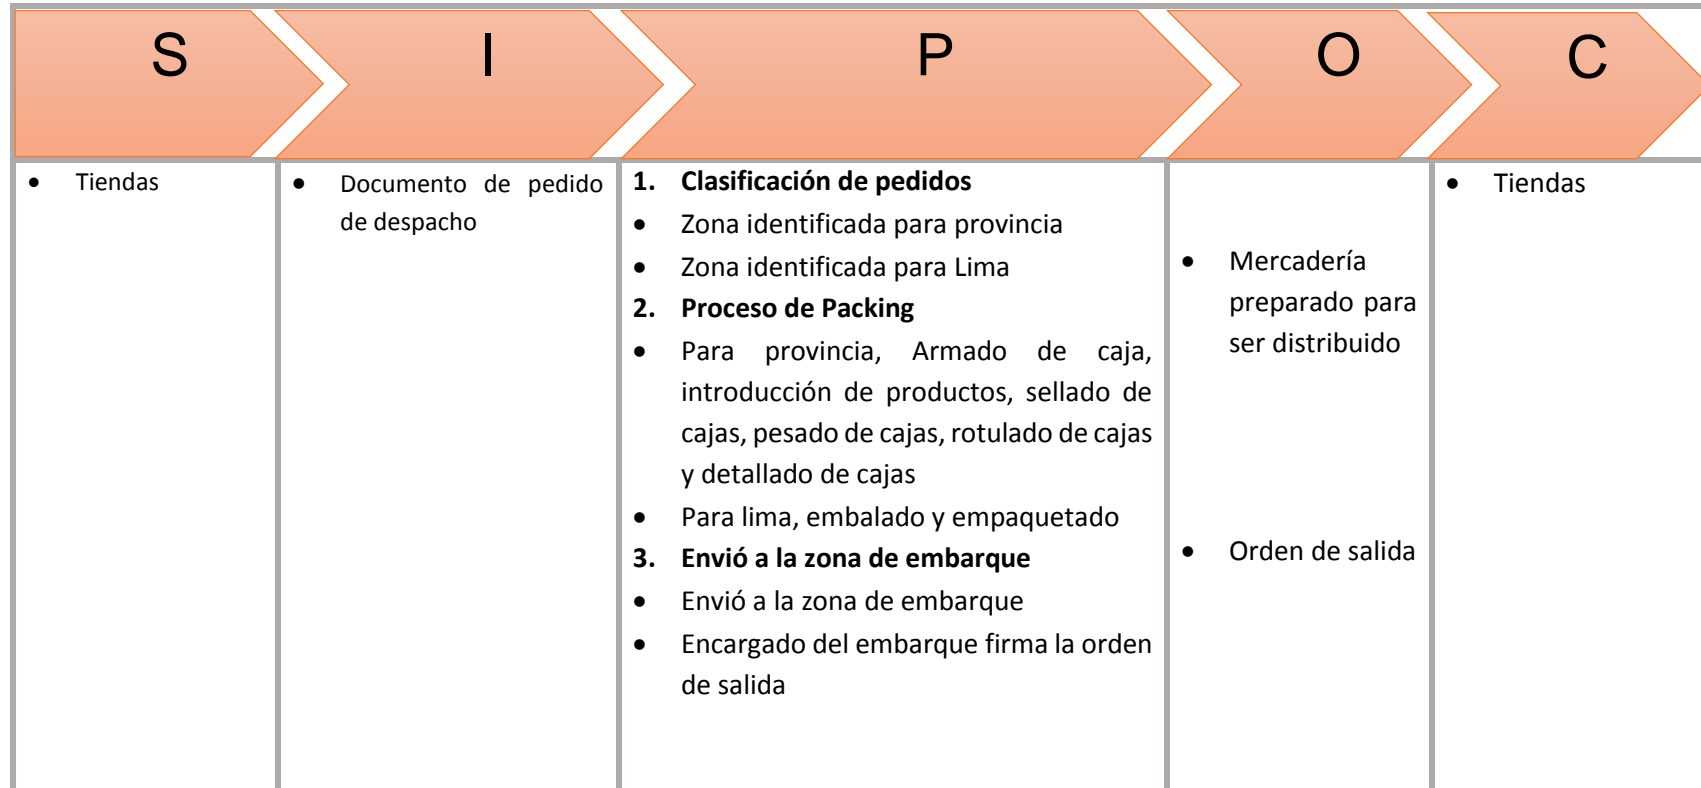 S
I
P
O
C
• Tiendas
• Documento de pedido
de despacho
1. Clasificación de pedidos
• Zona identificada para provincia
• Zona identificada para Lima
2. Proceso de Packing
• Para provincia, Armado de caja,
introducción de productos, sellado de
cajas, pesado de cajas, rotulado de cajas
y detallado de cajas
• Para lima, embalado y empaquetado
3. Envió a la zona de embarque
• Envió a la zona de embarque
• Encargado del embarque firma la orden
de salida
• Mercadería
preparado para
ser distribuido
• Orden de salida
• Tiendas